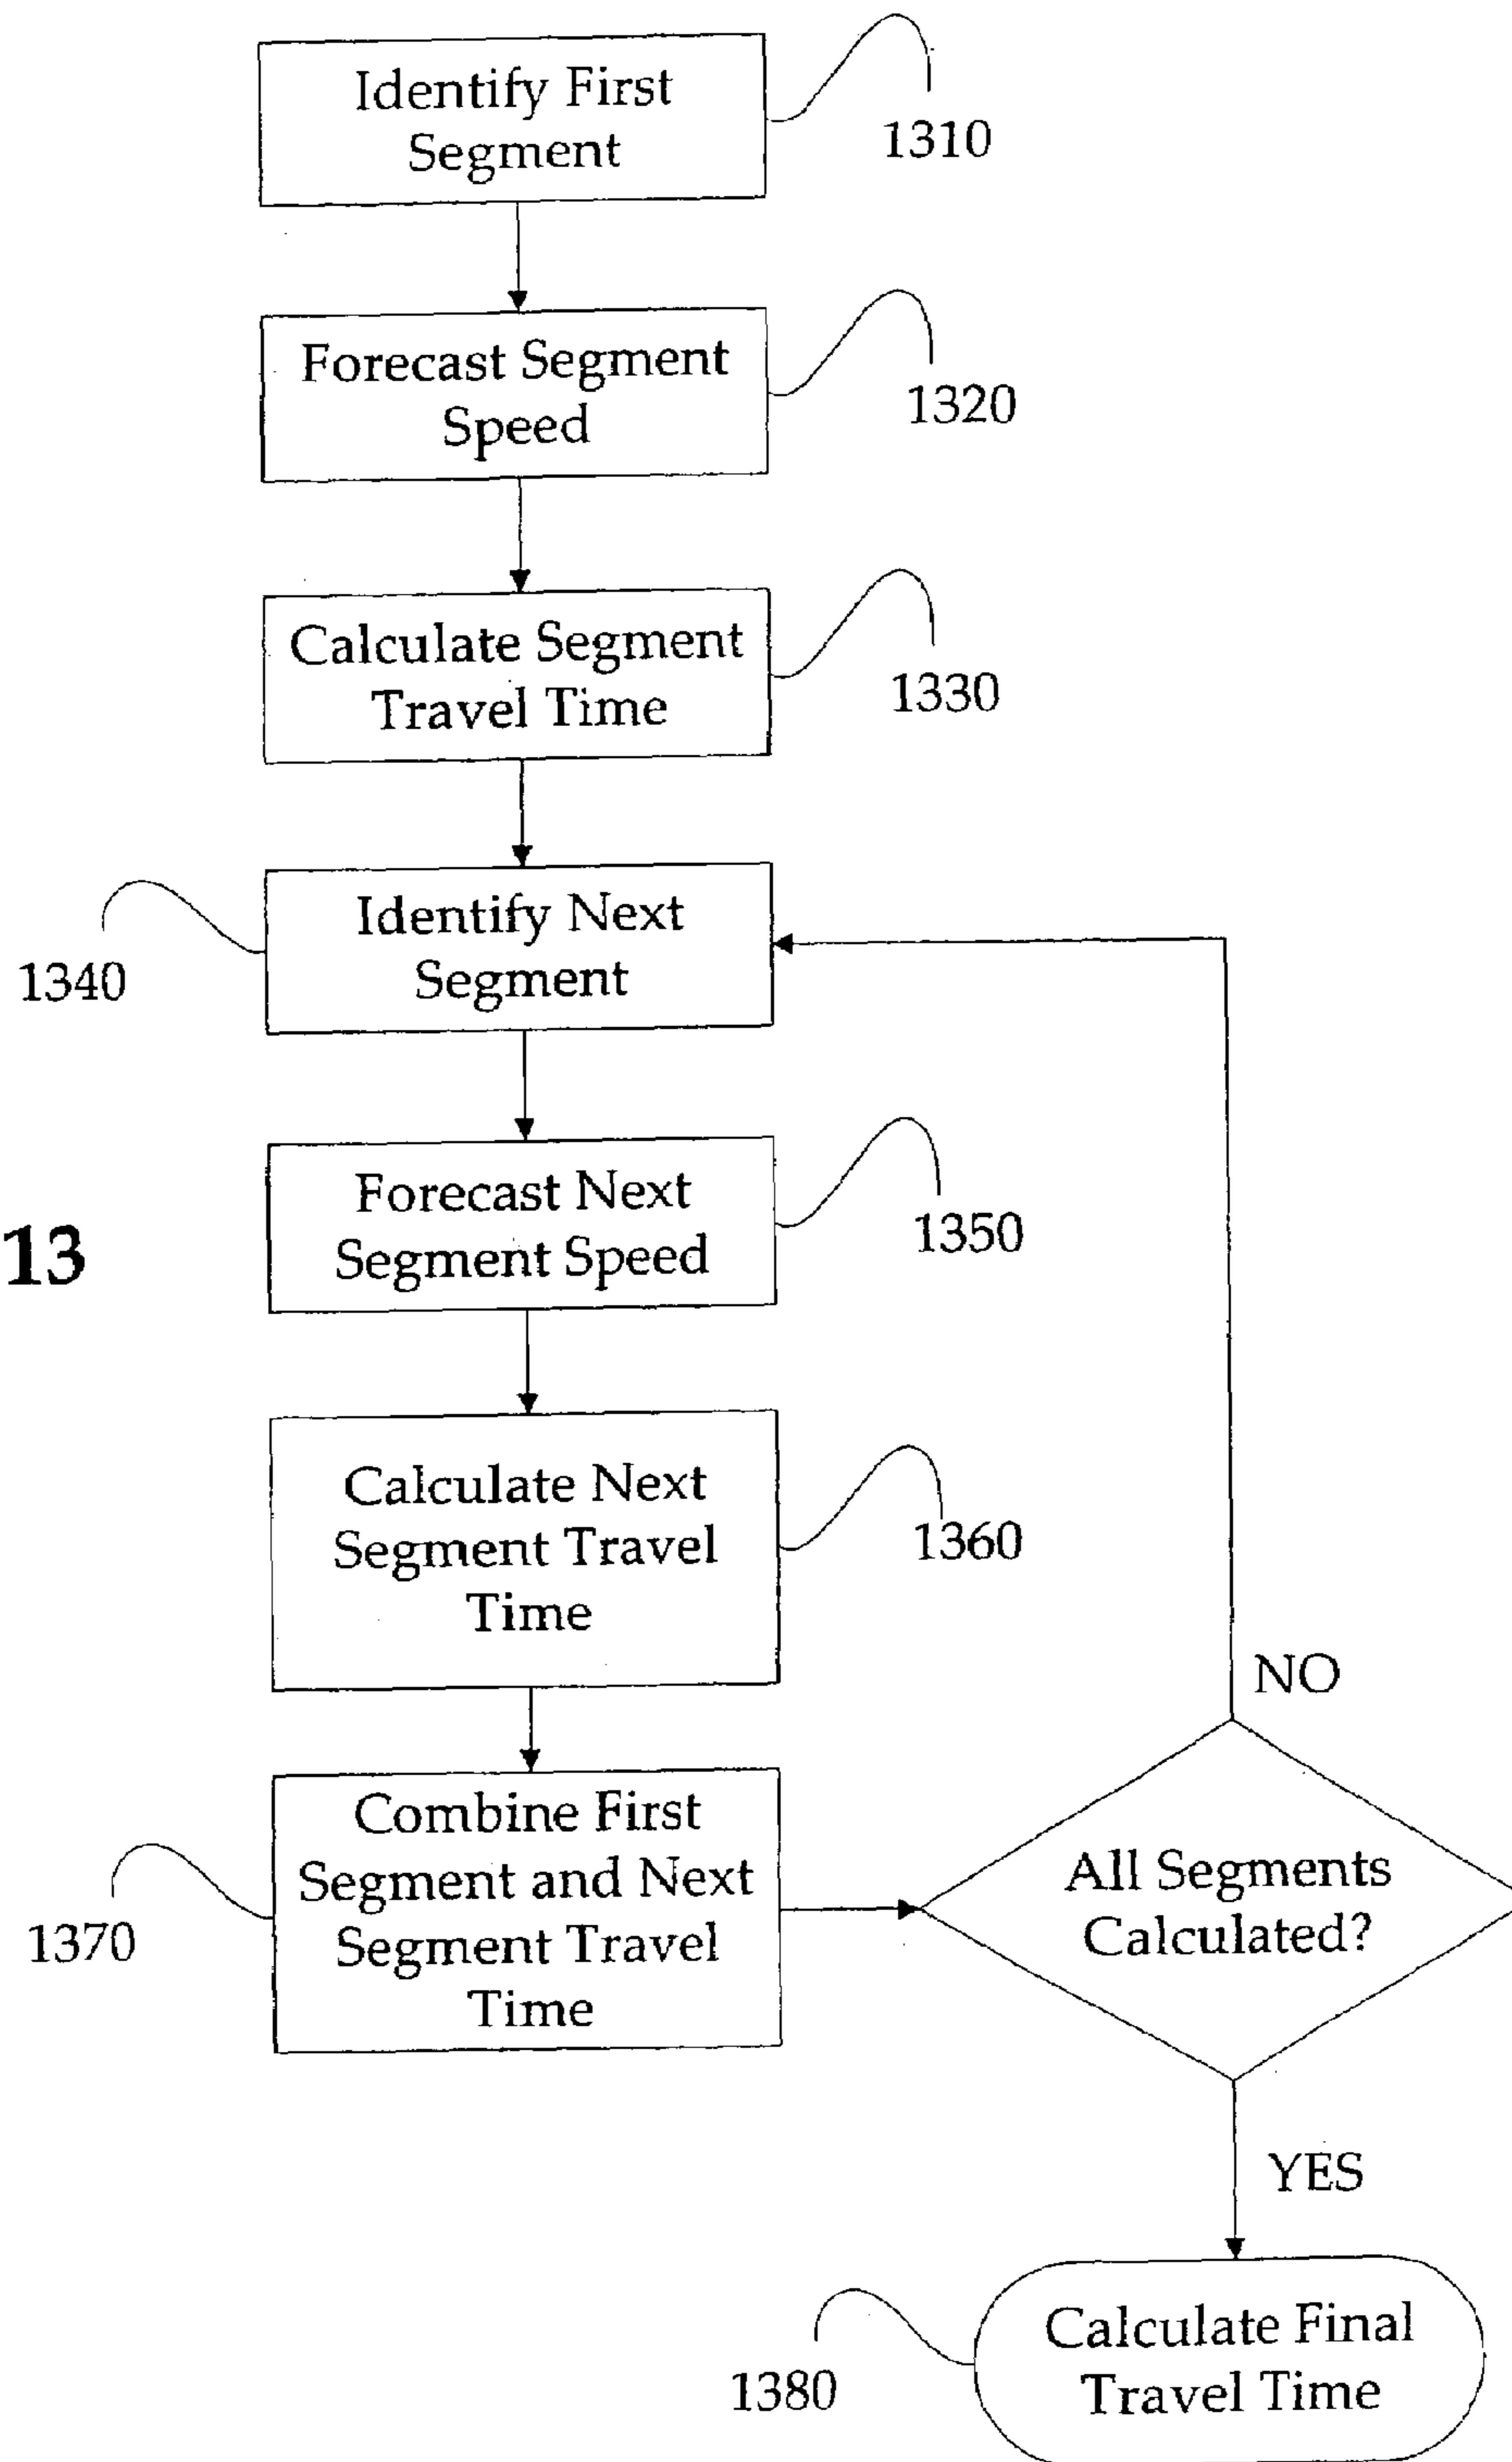 Identify First
Segment
1310
Forecast Segment
Speed
1320
Calculate Segment
Travel Time
1330
Identify Next
Segment
1340
Forecast Next
Segment Speed
1350
13
Calculate Next
Segment Travel
Time
1360
NO
Combine First
Segment and Next
Segment Travel
Time
1370
All Segments
Calculated?
YES
Calculate Final
Travel Time
1380